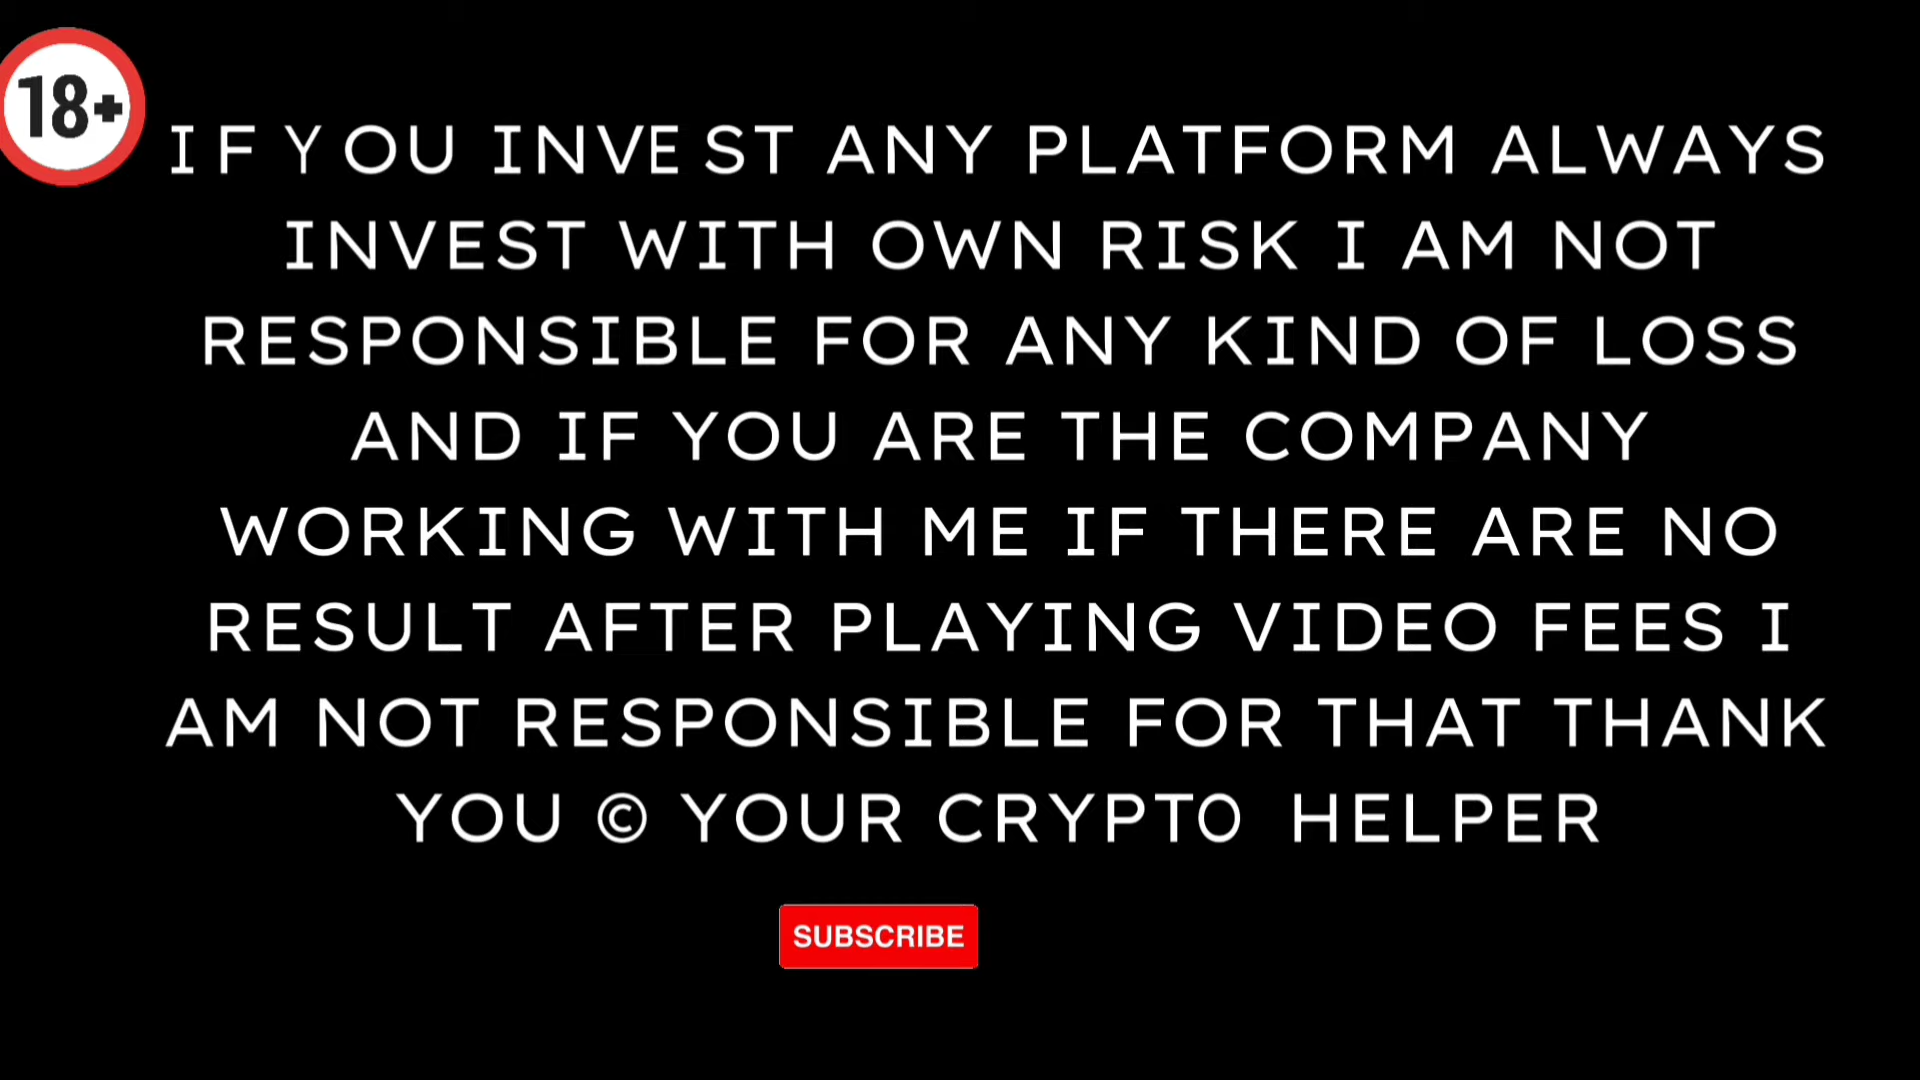 18+
IF YOU INVEST ANY PLATFORM ALWAYS
INVEST WITH OWN RISK I AM NOT
RESPONSIBLE FOR ANY KIND OF LOSS
AND IF YOU ARE THE COMPANY
WORKING WITH ME IF THERE ARE NO
RESULT AFTER PLAYING VIDEO FEES I
AM NOT RESPONSIBLE FOR THAT THANK
YOU © YOUR CRYPTO HELPER
SUBSCRIBE